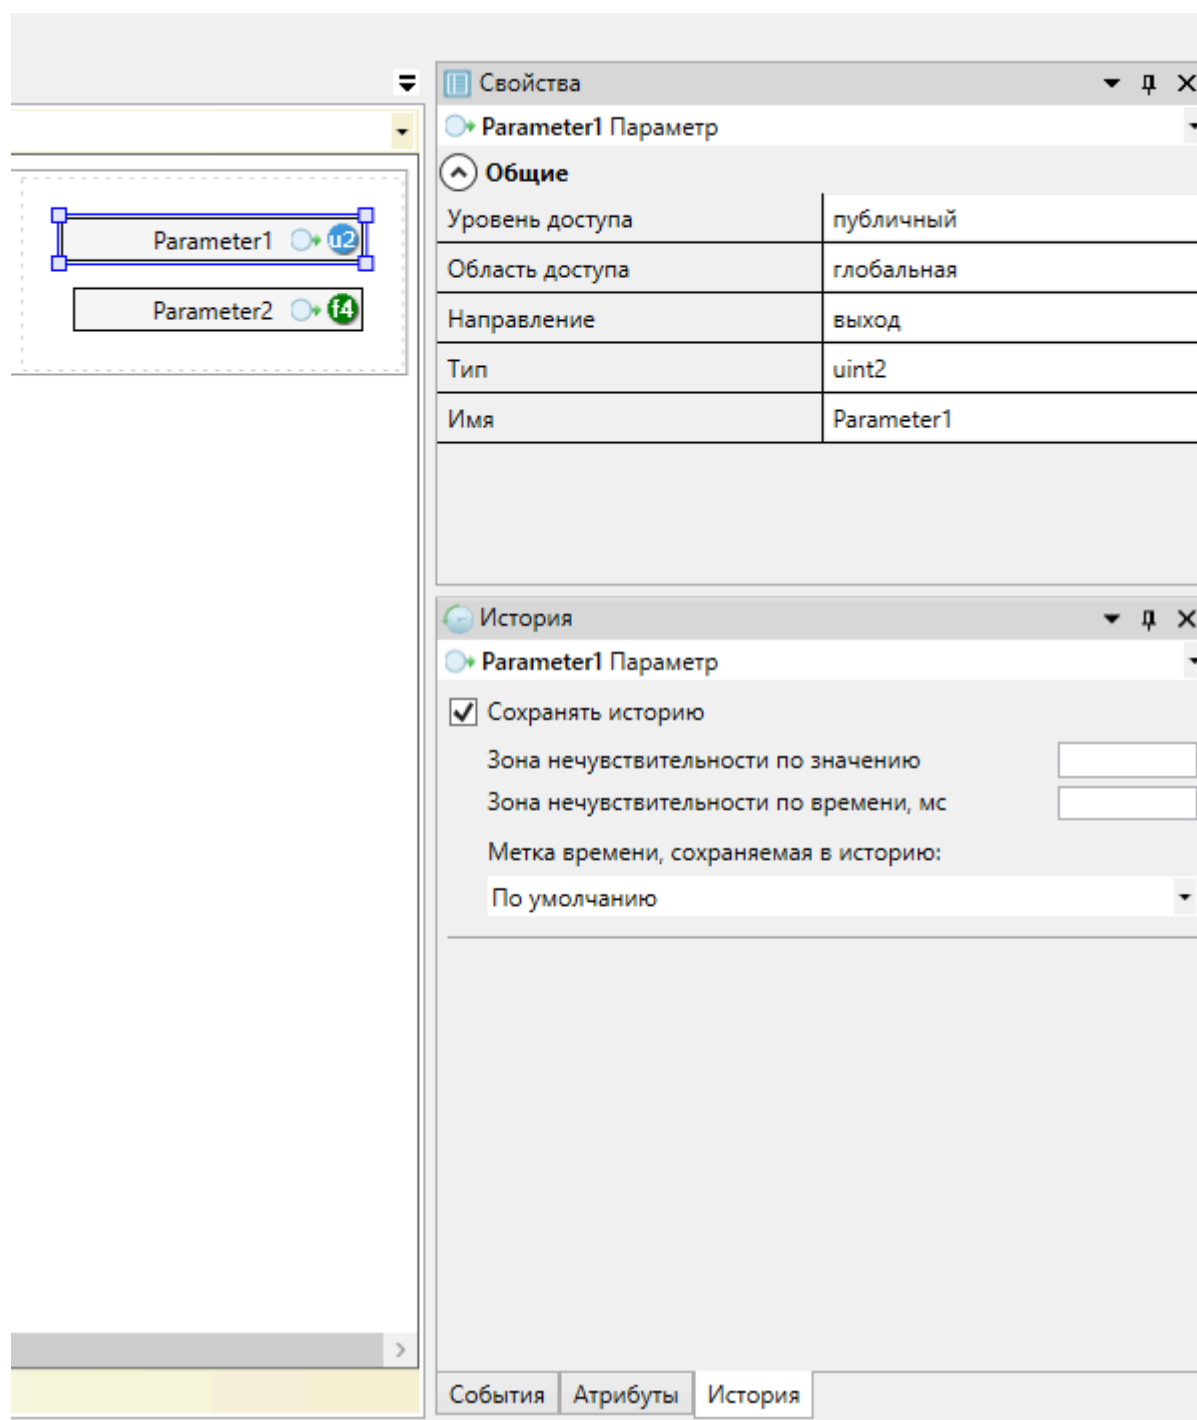 Parameter1 u2
Parameter2 f4
Свойства
Parameter1 Параметр
Общие
Уровень доступа публичный
Область доступа глобальная
Направление выход
Тип uint2
Имя Parameter1
История
Parameter1 Параметр
Сохранять историю
Зона нечувствительности по значению
Зона нечувствительности по времени, мс
Метка времени, сохраняемая в историю:
По умолчанию
События Атрибуты История